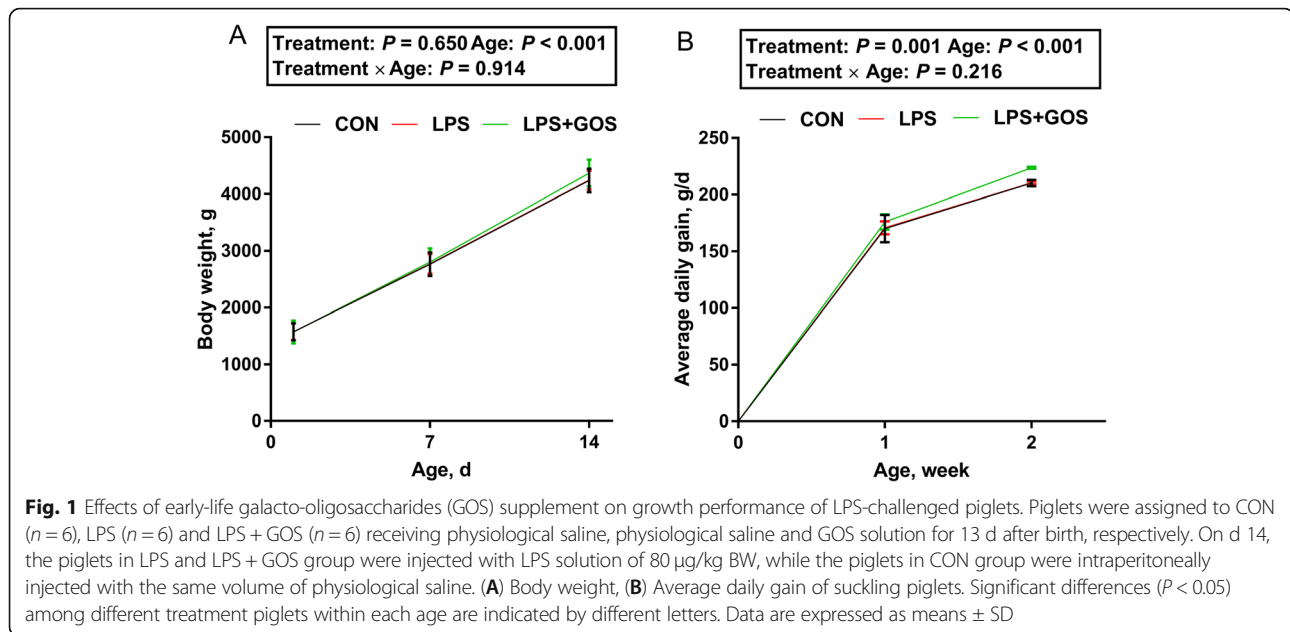 A
Treatment: P = 0.650 Age: P < 0.001
Treatment × Age: P = 0.914
CON LPS LPS+GOS
Body weight, g
5000
4000
3000
2000
1000
0
0 7 14
Age, d
B
Treatment: P = 0.001 Age: P < 0.001
Treatment × Age: P = 0.216
CON LPS LPS+GOS
Average daily gain, g/d
250
200
150
100
50
0
0 1 2
Age, week
Fig. 1 Effects of early-life galacto-oligosaccharides (GOS) supplement on growth performance of LPS-challenged piglets. Piglets were assigned to CON
(n = 6), LPS (n = 6) and LPS + GOS (n = 6) receiving physiological saline, physiological saline and GOS solution for 13 d after birth, respectively. On d 14,
the piglets in LPS and LPS + GOS group were injected with LPS solution of 80 μg/kg BW, while the piglets in CON group were intraperitoneally
injected with the same volume of physiological saline. (A) Body weight, (B) Average daily gain of suckling piglets. Significant differences (P < 0.05)
among different treatment piglets within each age are indicated by different letters. Data are expressed as means ± SD